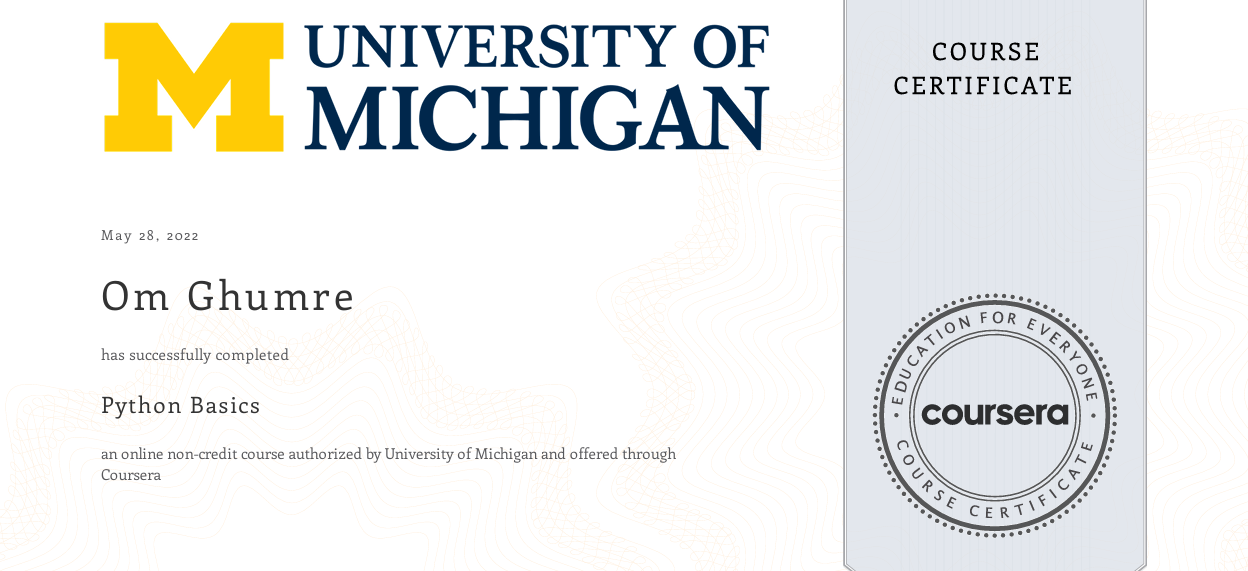 UNIVERSITY OF
MICHIGAN
COURSE
CERTIFICATE
May 28, 2022
Om Ghumre
has successfully completed
Python Basics
an online non-credit course authorized by University of Michigan and offered through
Coursera
EDUCATION FOR EVERYONE
coursera
COURSE CERTIFICATE